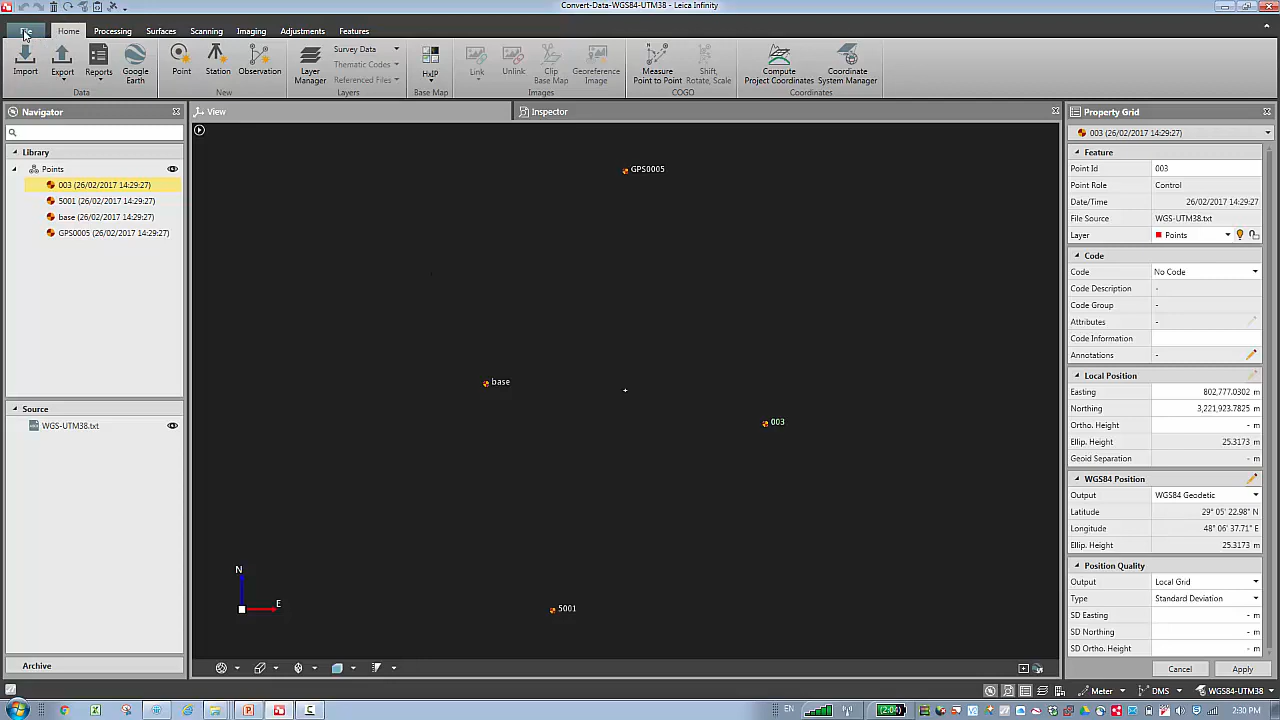 Convert-Data-WGS84-UTM38 - Leica Infinity
File Home Processing Surfaces Scanning Imaging Adjustments Features
Import Export Reports Google Earth Point Station Observation Layer Manager Survey Data Thematic Codes Referenced Files HxIP Link Unlink Clip Base Map Georeference Image Measure Point to Point Shift, Rotate, Scale Compute Project Coordinates Coordinate System Manager
Data New Layers Base Map Images COGO Coordinates
Navigator
Library
Points
003 (26/02/2017 14:29:27)
5001 (26/02/2017 14:29:27)
base (26/02/2017 14:29:27)
GPS0005 (26/02/2017 14:29:27)
Source
WGS-UTM38.txt
Archive
View Inspector
GPS0005
base
003
5001
N
E
Property Grid
003 (26/02/2017 14:29:27)
Feature
Point Id 003
Point Role Control
Date/Time 26/02/2017 14:29:27
File Source WGS-UTM38.txt
Layer Points
Code
Code No Code
Code Description -
Code Group -
Attributes -
Code Information
Annotations -
Local Position
Easting 802,777.0302 m
Northing 3,221,923.7825 m
Ortho. Height - m
Ellip. Height 25.3173 m
Geoid Separation - m
WGS84 Position
Output WGS84 Geodetic
Latitude 29° 05' 22.98" N
Longitude 48° 06' 37.71" E
Ellip. Height 25.3173 m
Position Quality
Output Local Grid
Type Standard Deviation
SD Easting - m
SD Northing - m
SD Ortho. Height - m
Cancel Apply
Meter DMS WGS84-UTM38
EN (2:04) 2:30 PM